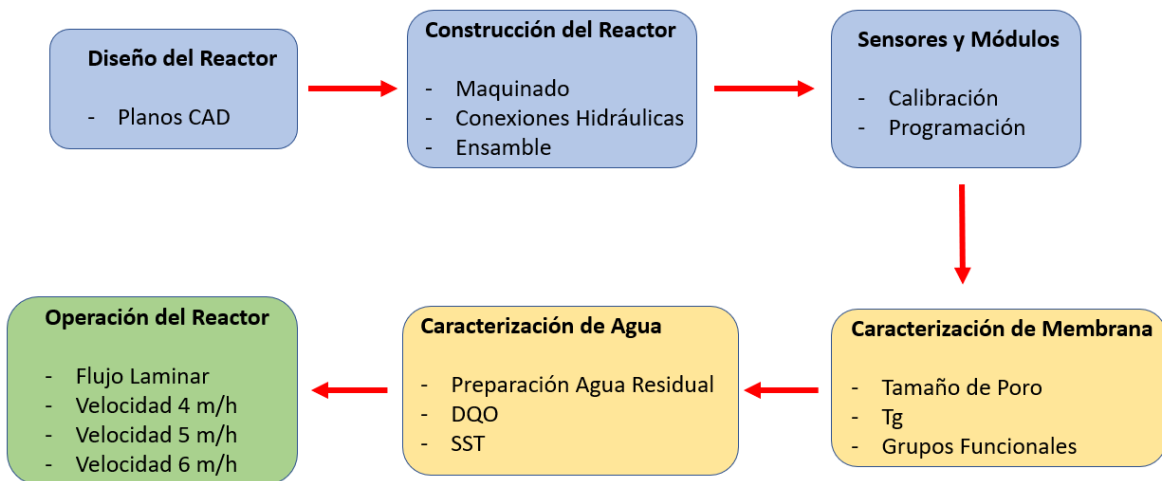 Diseño del Reactor
- Planos CAD
Construcción del Reactor
- Maquinado
- Conexiones Hidráulicas
- Ensamble
Sensores y Módulos
- Calibración
- Programación
Caracterización de Membrana
- Tamaño de Poro
- Tg
- Grupos Funcionales
Caracterización de Agua
- Preparación Agua Residual
- DQO
- SST
Operación del Reactor
- Flujo Laminar
- Velocidad 4 m/h
- Velocidad 5 m/h
- Velocidad 6 m/h